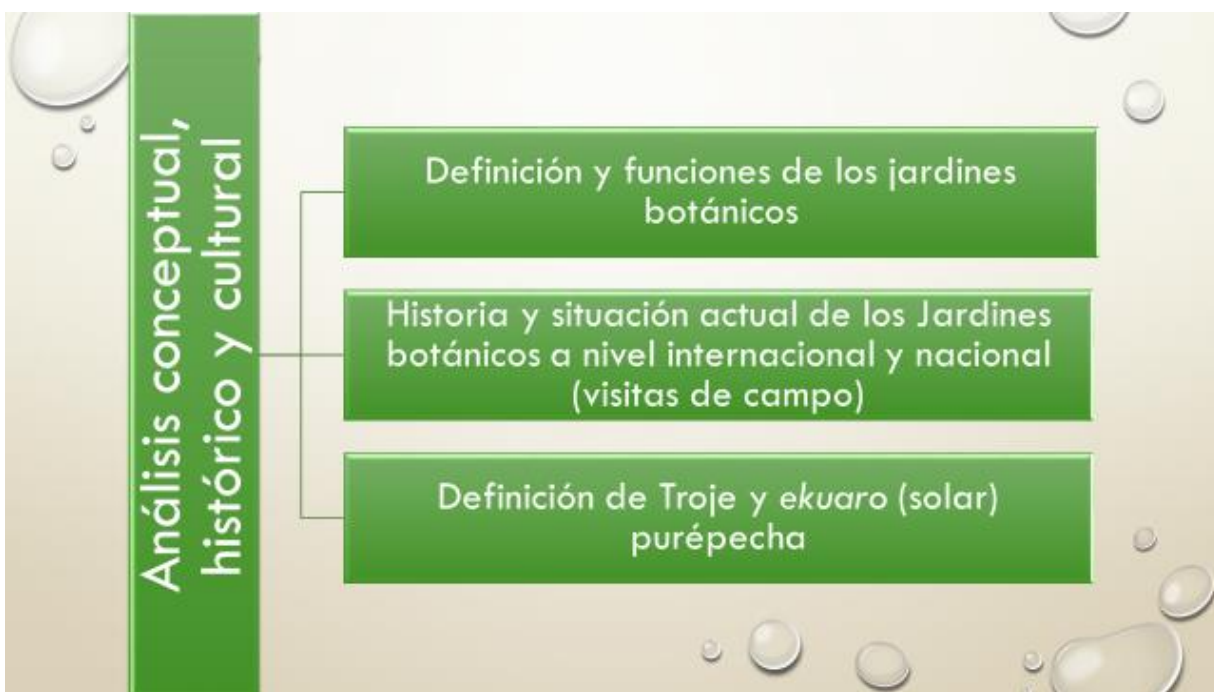 Análisis conceptual,
histórico y cultural
Definición y funciones de los jardines
botánicos
Historia y situación actual de los Jardines
botánicos a nivel internacional y nacional
(visitas de campo)
Definición de Troje y ekuaro (solar)
purépecha